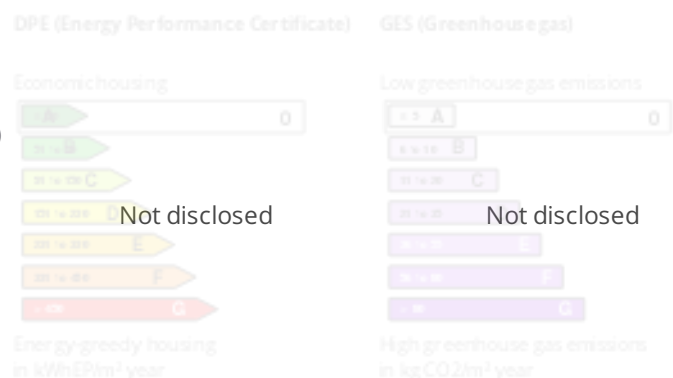 DPE (Energy Performance Certificate)
Economic housing
A 0
B
C
D
E
F
G
Not disclosed
Energy-greedy housing
in kWhEP/m² year
GES (Greenhouse gas)
Low greenhouse gas emissions
A 0
B
C
Not disclosed
E
F
G
High greenhouse gas emissions
in kgCO2/m² year